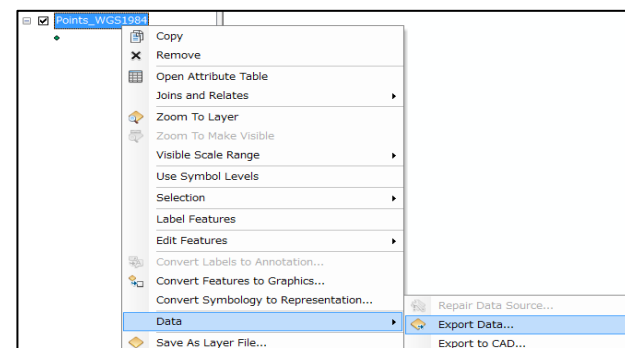 Points_WGS1984
Copy
Remove
Open Attribute Table
Joins and Relates
Zoom To Layer
Zoom To Make Visible
Visible Scale Range
Use Symbol Levels
Selection
Label Features
Edit Features
Convert Labels to Annotation...
Convert Features to Graphics...
Convert Symbology to Representation...
Data
Save As Layer File...
Repair Data Source...
Export Data...
Export to CAD...